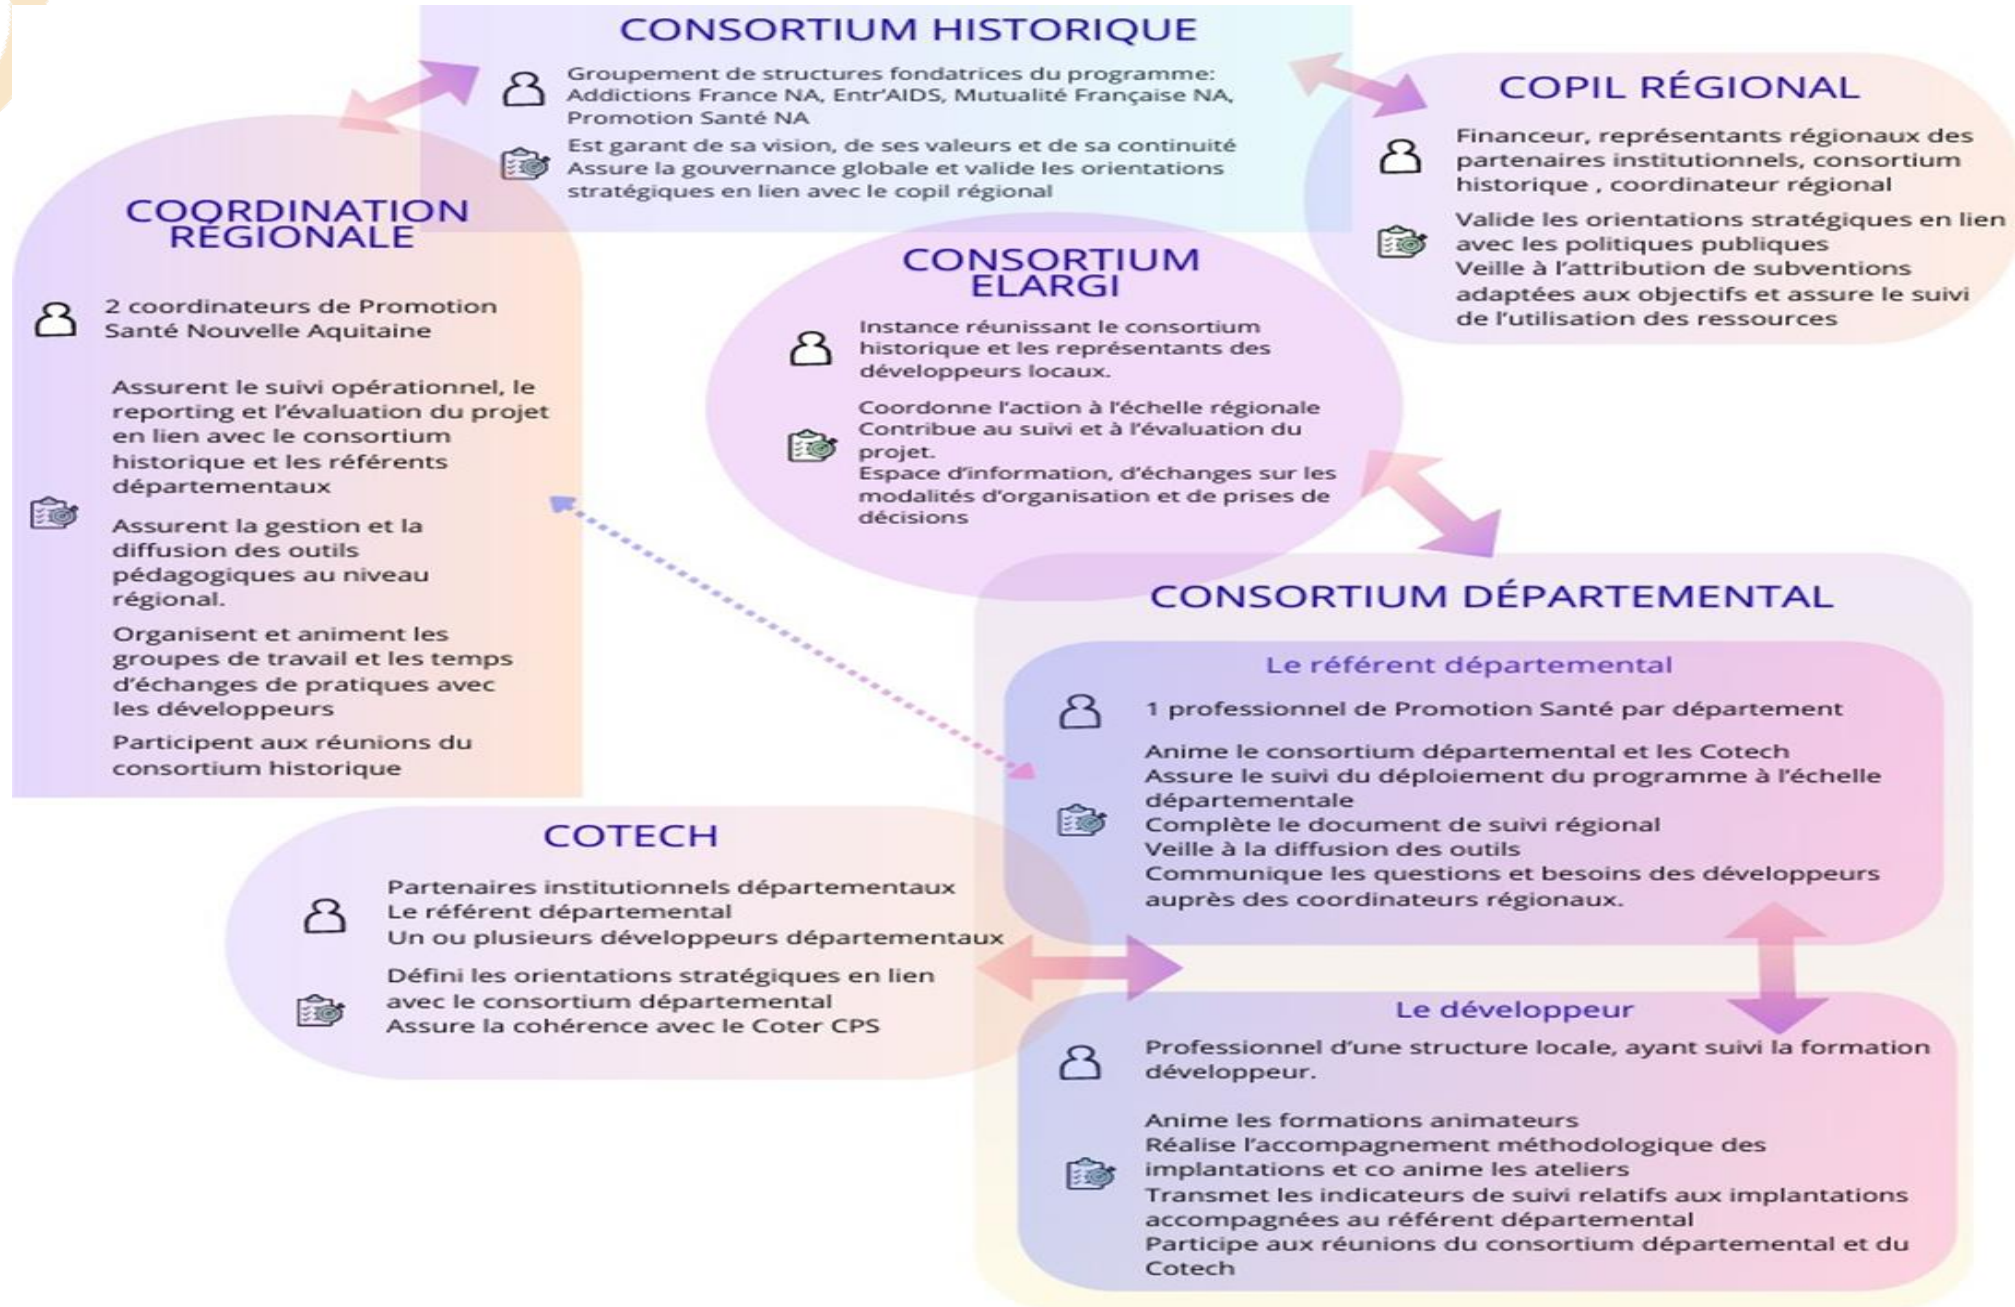 CONSORTIUM HISTORIQUE
Groupement de structures fondatrices du programme:
Addictions France NA, Entr’AIDS, Mutualité Française NA,
Promotion Santé NA
Est garant de sa vision, de ses valeurs et de sa continuité
Assure la gouvernance globale et valide les orientations
stratégiques en lien avec le copil régional
COPIL RÉGIONAL
Financeur, représentants régionaux des
partenaires institutionnels, consortium
historique , coordinateur régional
Valide les orientations stratégiques en lien
avec les politiques publiques
Veille à l’attribution de subventions
adaptées aux objectifs et assure le suivi
de l’utilisation des ressources
COORDINATION
RÉGIONALE
2 coordinateurs de Promotion
Santé Nouvelle Aquitaine
Assurent le suivi opérationnel, le
reporting et l’évaluation du projet
en lien avec le consortium
historique et les référents
départementaux
Assurent la gestion et la
diffusion des outils
pédagogiques au niveau
régional.
Organisent et animent les
groupes de travail et les temps
d’échanges de pratiques avec
les développeurs
Participent aux réunions du
consortium historique
CONSORTIUM
ELARGI
Instance réunissant le consortium
historique et les représentants des
développeurs locaux.
Coordonne l’action à l’échelle régionale
Contribue au suivi et à l’évaluation du
projet.
Espace d’information, d’échanges sur les
modalités d’organisation et de prises de
décisions
CONSORTIUM DÉPARTEMENTAL
Le référent départemental
1 professionnel de Promotion Santé par département
Anime le consortium départemental et les Cotech
Assure le suivi du déploiement du programme à l’échelle
départementale
Complète le document de suivi régional
Veille à la diffusion des outils
Communique les questions et besoins des développeurs
auprès des coordinateurs régionaux.
COTECH
Partenaires institutionnels départementaux
Le référent départemental
Un ou plusieurs développeurs départementaux
Défini les orientations stratégiques en lien
avec le consortium départemental
Assure la cohérence avec le Coter CPS
Le développeur
Professionnel d’une structure locale, ayant suivi la formation
développeur.
Anime les formations animateurs
Réalise l’accompagnement méthodologique des
implantations et co anime les ateliers
Transmet les indicateurs de suivi relatifs aux implantations
accompagnées au référent départemental
Participe aux réunions du consortium départemental et du
Cotech